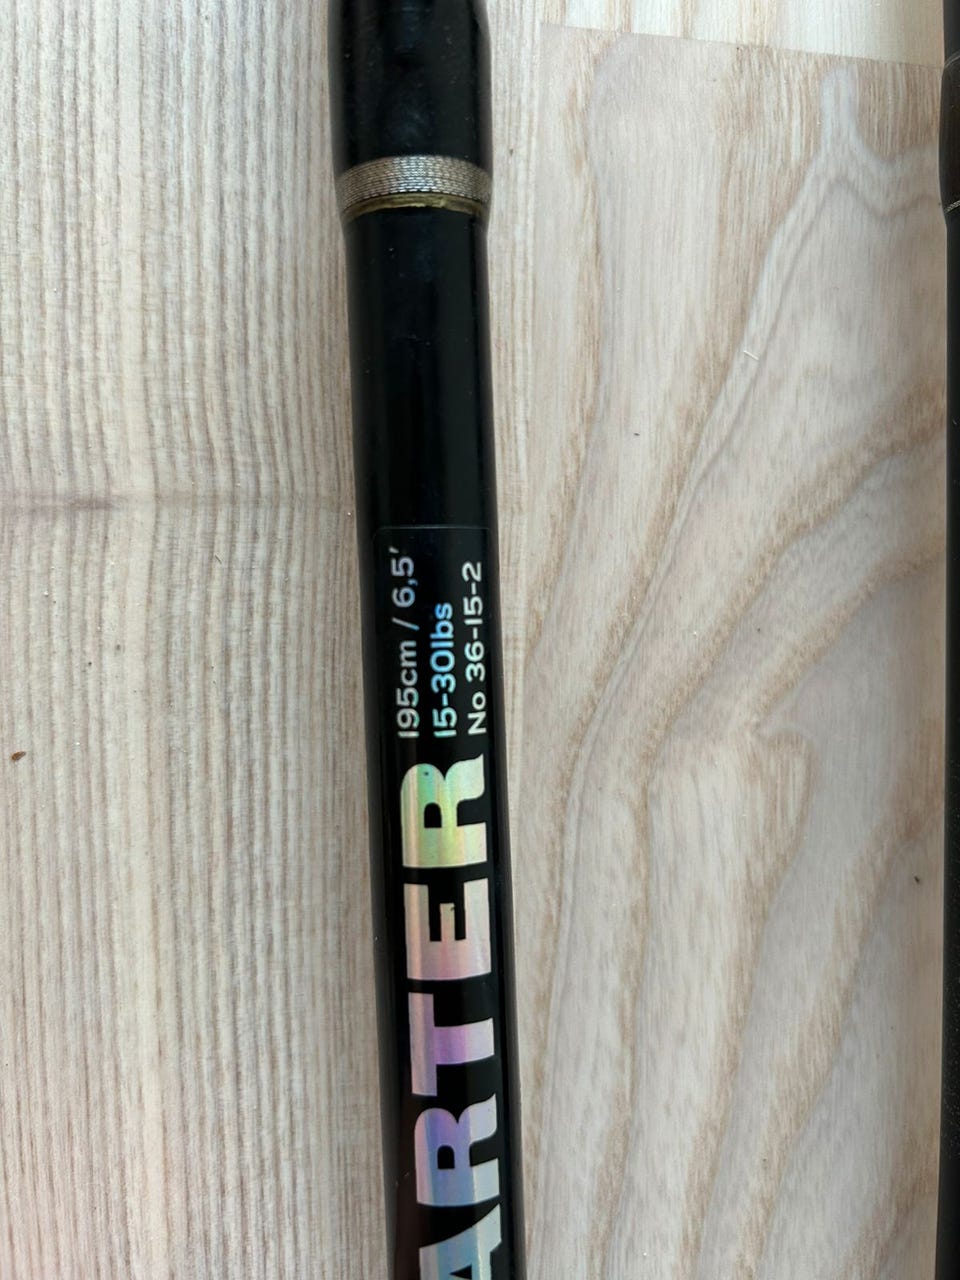 ARTER
195cm / 6,5'
15-30lbs
No 36-15-2